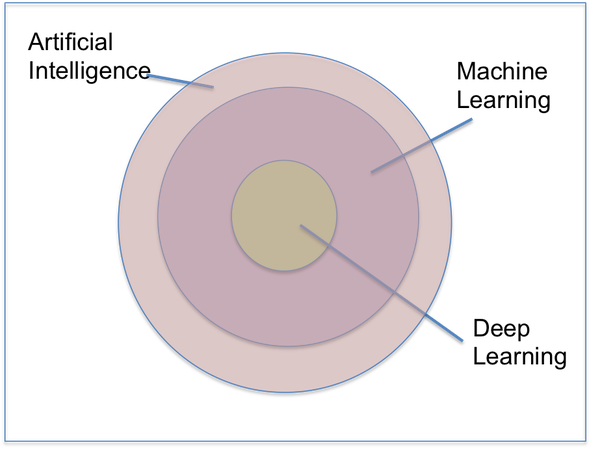 Artificial
Intelligence
Machine
Learning
Deep
Learning